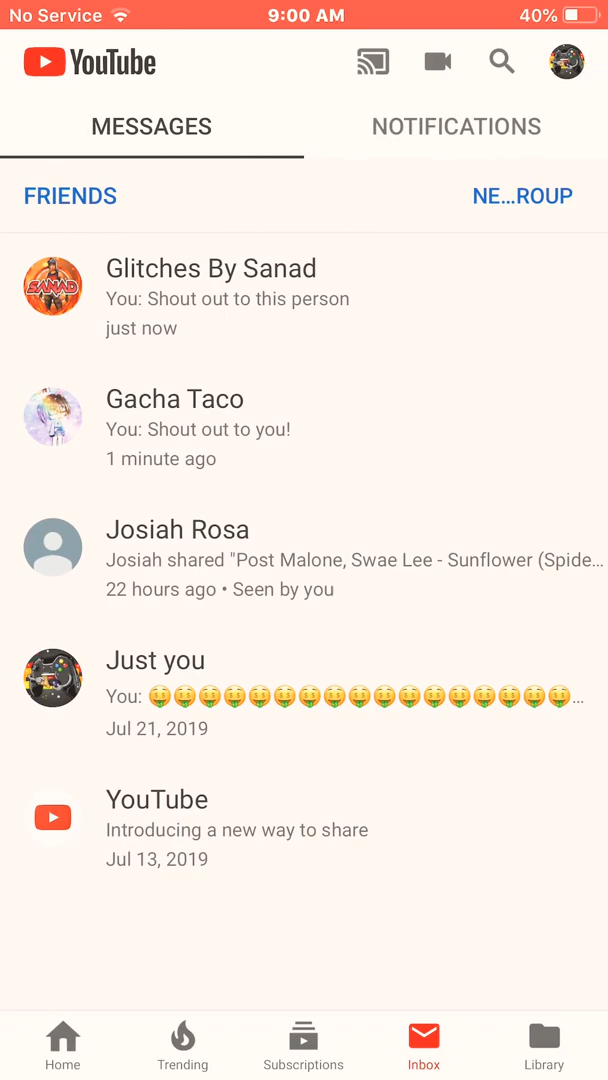 No Service 9:00 AM 40%
YouTube
MESSAGES NOTIFICATIONS
FRIENDS NE...ROUP
SANAD
Glitches By Sanad
You: Shout out to this person
just now
Gacha Taco
You: Shout out to you!
1 minute ago
Josiah Rosa
Josiah shared "Post Malone, Swae Lee - Sunflower (Spide...
22 hours ago • Seen by you
Just you
You: 🤑🤑🤑🤑🤑🤑🤑🤑🤑🤑🤑🤑🤑🤑🤑🤑🤑...
Jul 21, 2019
YouTube
Introducing a new way to share
Jul 13, 2019
Home Trending Subscriptions Inbox Library